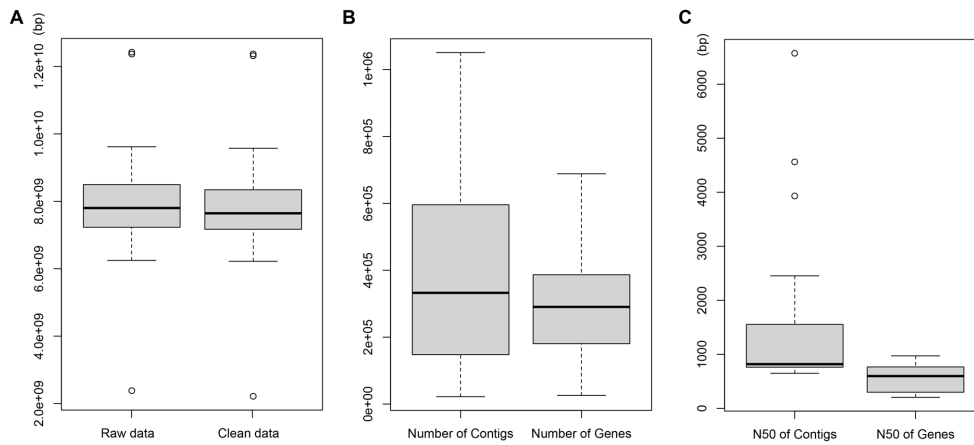 A
(bp)
1.2e+10
1.0e+10
8.0e+09
6.0e+09
4.0e+09
2.0e+09
Raw data
Clean data
B
1e+06
8e+05
6e+05
4e+05
2e+05
0e+00
Number of Contigs
Number of Genes
C
(bp)
6000
5000
4000
3000
2000
1000
0
N50 of Contigs
N50 of Genes